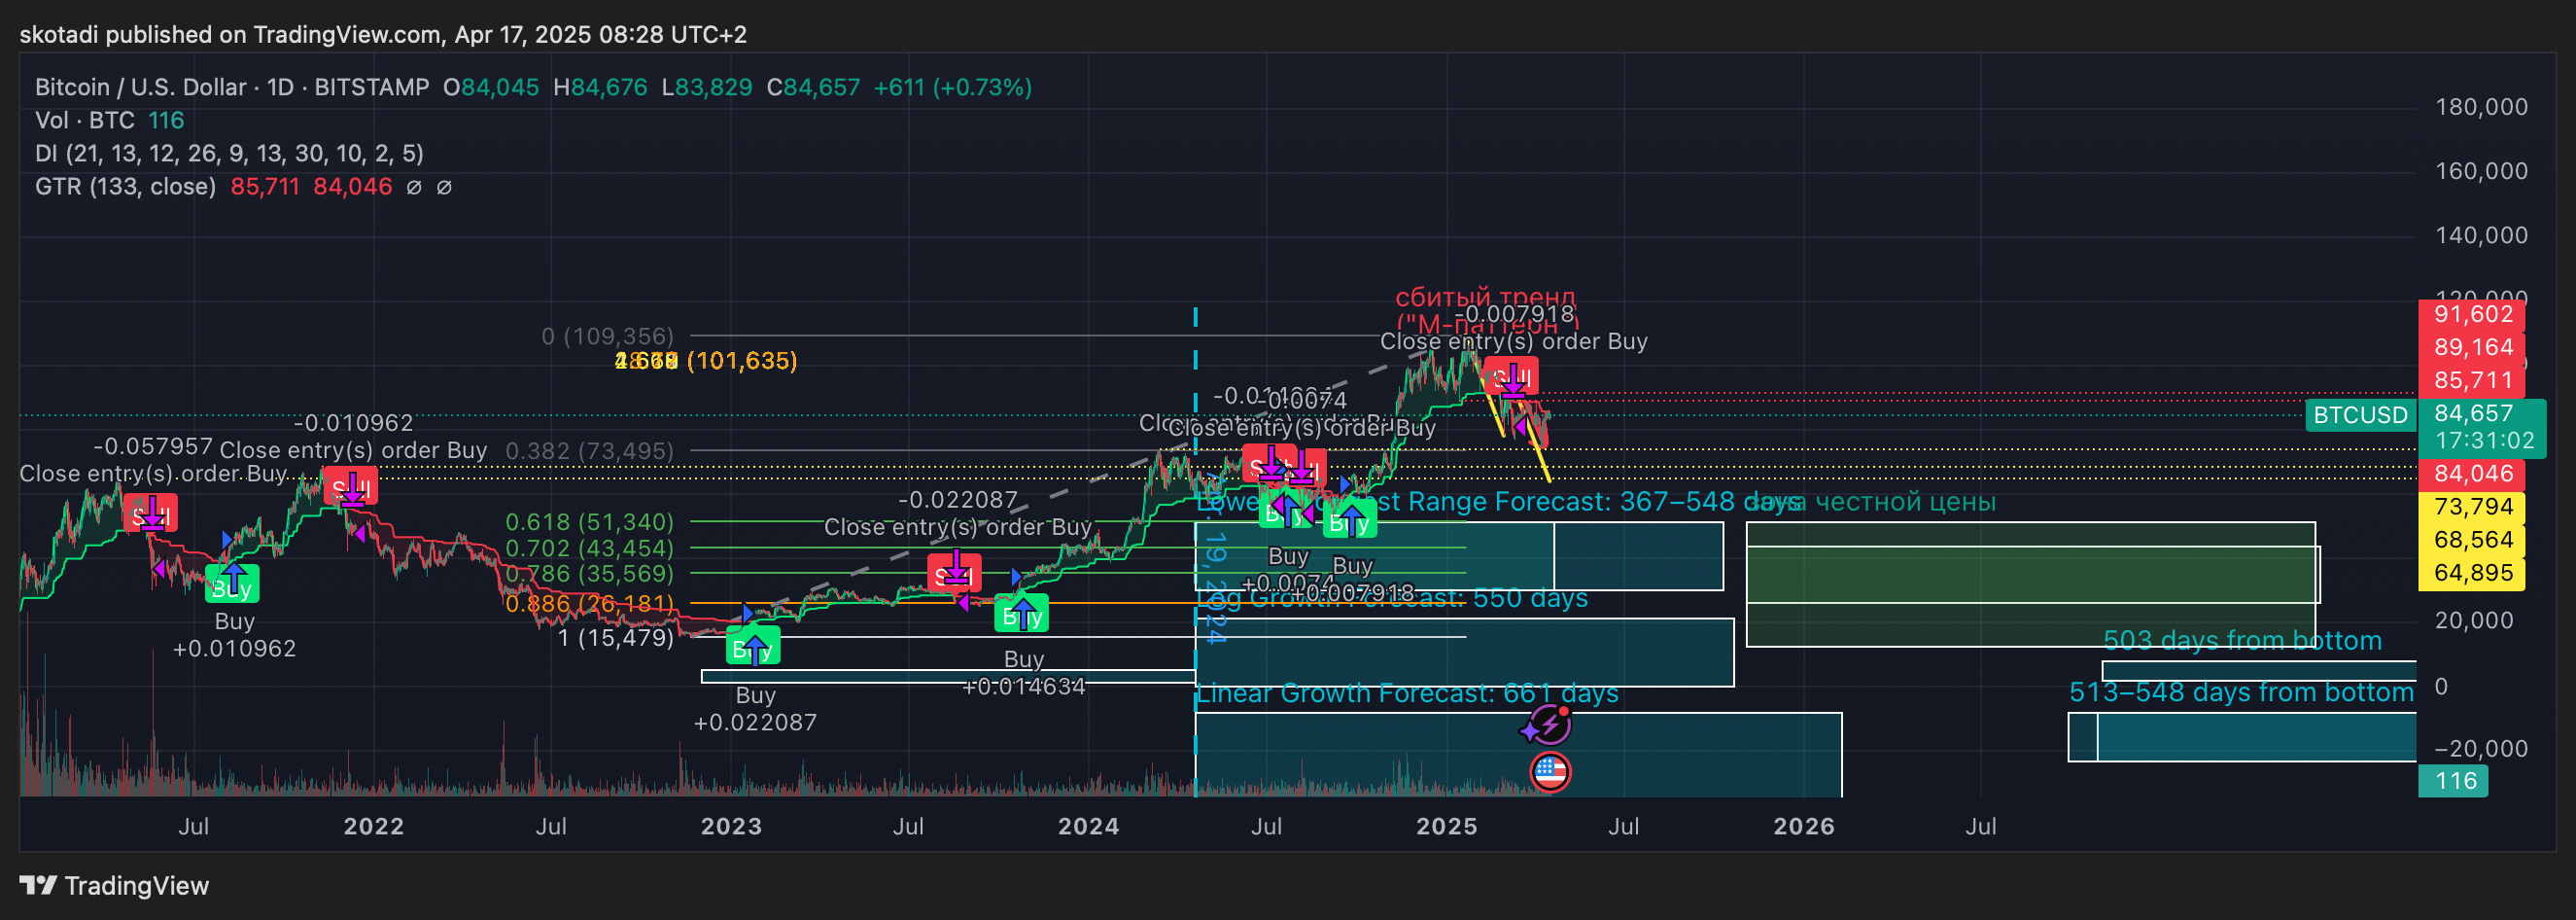 skotadi published on TradingView.com, Apr 17, 2025 08:28 UTC+2
Bitcoin / U.S. Dollar · 1D · BITSTAMP O84,045 H84,676 L83,829 C84,657 +611 (+0.73%)
Vol · BTC 116
DI (21, 13, 12, 26, 9, 13, 30, 10, 2, 5)
GTR (133, close) 85,711 84,046 ∅ ∅
180,000
160,000
140,000
120,000
сбитый тренд
("М-паттерн")
-0.007918
Close entry(s) order Buy
Sell
0 (109,356)
(101,635)
91,602
89,164
85,711
BTCUSD
84,657
17:31:02
84,046
73,794
68,564
64,895
-0.0074
Close entry(s) order Buy
-0.010962
Close entry(s) order Buy
-0.057957
Close entry(s) order Buy
0.382 (73,495)
Sell
Sell
Sell
-0.022087
Close entry(s) order Buy
0.618 (51,340)
0.702 (43,454)
0.786 (35,569)
0.886 (26,181)
1 (15,479)
Range Forecast: 367–548 days
честной цены
19, 2024
Buy
Buy
Buy
+0.0074
Buy
Buy
+0.007918
Log Growth Forecast: 550 days
Buy
Buy
+0.010962
Sell
Buy
Buy
+0.014634
Buy
Buy
+0.022087
20,000
503 days from bottom
0
Linear Growth Forecast: 661 days
513–548 days from bottom
−20,000
116
Jul
2022
Jul
2023
Jul
2024
Jul
2025
Jul
2026
Jul
TradingView